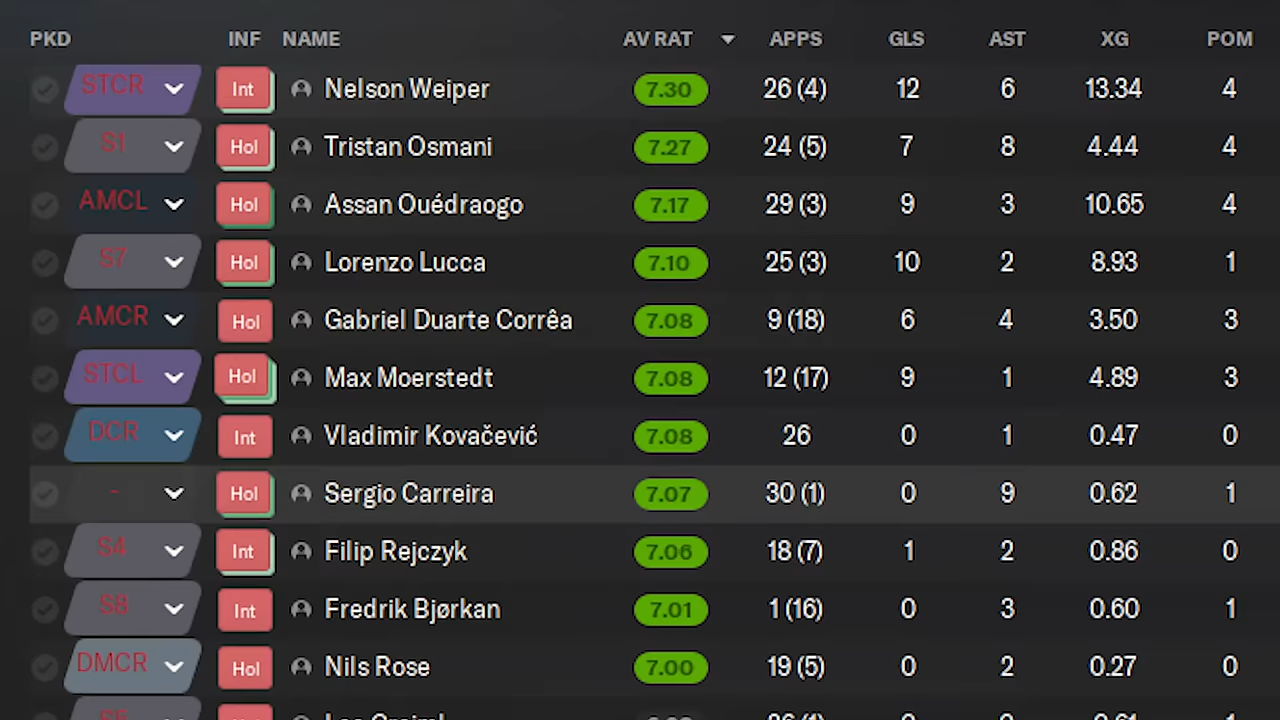 PKD INF NAME AV RAT APPS GLS AST XG POM
STCR Int Nelson Weiper 7.30 26 (4) 12 6 13.34 4
S1 Hol Tristan Osmani 7.27 24 (5) 7 8 4.44 4
AMCL Hol Assan Ouédraogo 7.17 29 (3) 9 3 10.65 4
S7 Hol Lorenzo Lucca 7.10 25 (3) 10 2 8.93 1
AMCR Hol Gabriel Duarte Corrêa 7.08 9 (18) 6 4 3.50 3
STCL Hol Max Moerstedt 7.08 12 (17) 9 1 4.89 3
DCR Int Vladimir Kovačević 7.08 26 0 1 0.47 0
- Hol Sergio Carreira 7.07 30 (1) 0 9 0.62 1
S4 Int Filip Rejczyk 7.06 18 (7) 1 2 0.86 0
S8 Int Fredrik Bjørkan 7.01 1 (16) 0 3 0.60 1
DMCR Hol Nils Rose 7.00 19 (5) 0 2 0.27 0